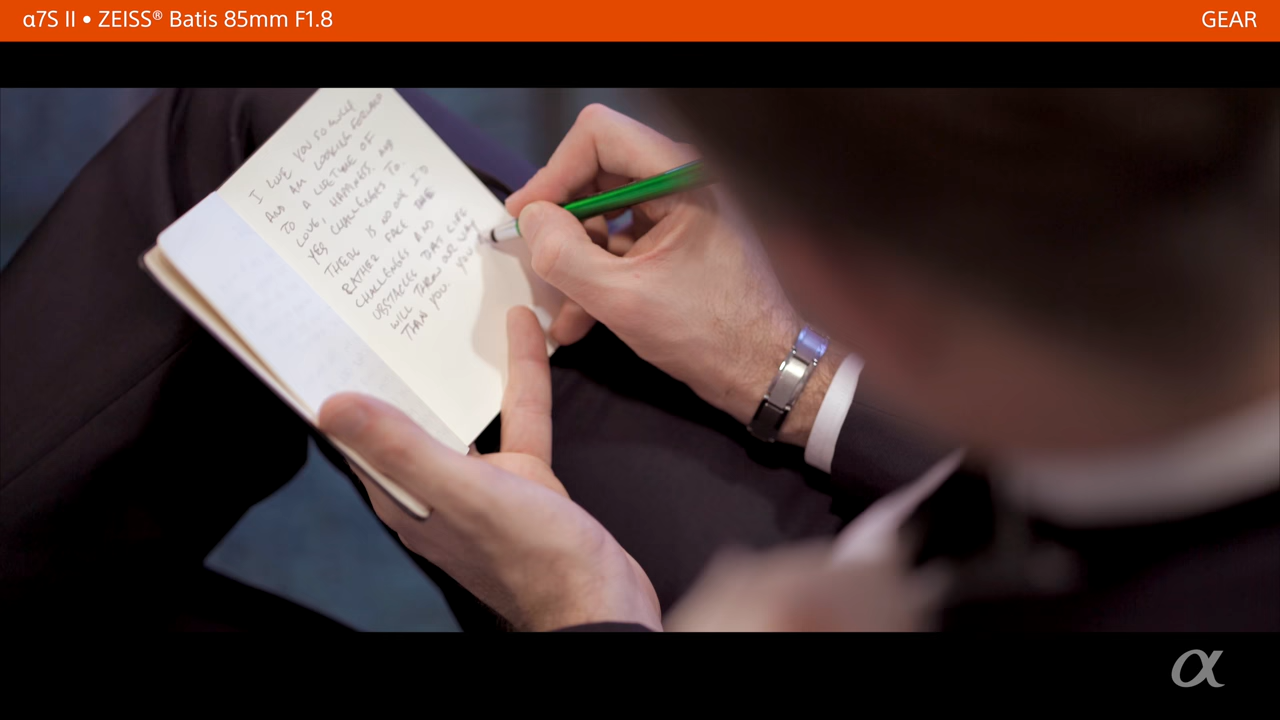 α7S II • ZEISS® Batis 85mm F1.8
GEAR
I LOVE YOU SO MUCH
AND AM LOOKING FORWARD
TO A LIFETIME OF
LOVE, HAPPINESS. AND
YES CHALLENGES TO.
THERE IS NO ONE I'D
RATHER FACE THE
CHALLENGES AND
OBSTACLES THAT LIFE
WILL THROW OUR WAY
THAN YOU. YOU
α